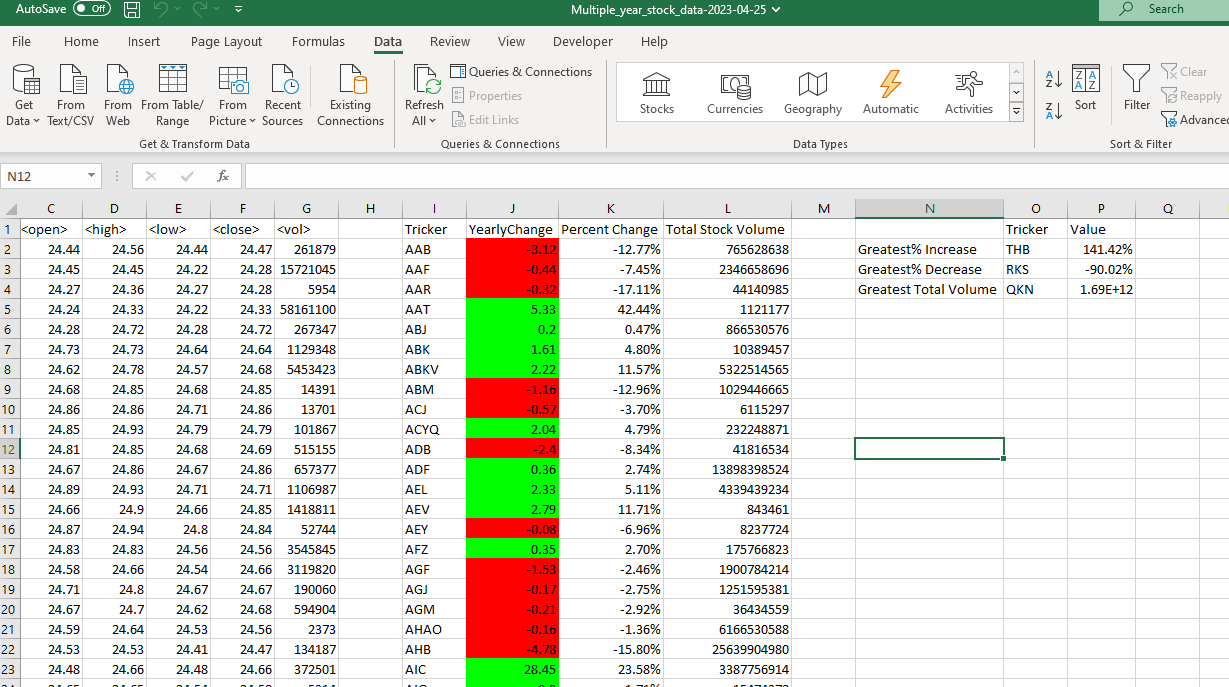 AutoSave Off Multiple_year_stock_data-2023-04-25 Search
File Home Insert Page Layout Formulas Data Review View Developer Help
Get Data From Text/CSV From Web From Table/ Range From Picture Recent Sources Existing Connections
Get & Transform Data
Refresh All Queries & Connections Properties Edit Links
Queries & Connections
Stocks Currencies Geography Automatic Activities
Data Types
Sort Filter Clear Reapply Advanced
Sort & Filter
N12 fx
C D E F G H I J K L M N O P Q
1 <open> <high> <low> <close> <vol> Tricker YearlyChange Percent Change Total Stock Volume Tricker Value
2 24.44 24.56 24.44 24.47 261879 AAB -3.12 -12.77% 765628638 Greatest% Increase THB 141.42%
3 24.45 24.45 24.22 24.28 15721045 AAF -0.44 -7.45% 2346658696 Greatest% Decrease RKS -90.02%
4 24.27 24.36 24.27 24.28 5954 AAR -0.32 -17.11% 44140985 Greatest Total Volume QKN 1.69E+12
5 24.24 24.33 24.22 24.33 58161100 AAT 5.33 42.44% 1121177
6 24.28 24.72 24.28 24.72 267347 ABJ 0.2 0.47% 866530576
7 24.73 24.73 24.64 24.64 1129348 ABK 1.61 4.80% 10389457
8 24.62 24.78 24.57 24.68 5453423 ABKV 2.22 11.57% 5322514565
9 24.68 24.85 24.68 24.85 14391 ABM -1.16 -12.96% 1029446665
10 24.86 24.86 24.71 24.86 13701 ACJ -0.57 -3.70% 6115297
11 24.85 24.93 24.79 24.79 101867 ACYQ 2.04 4.79% 232248871
12 24.81 24.85 24.68 24.69 515155 ADB -2.4 -8.34% 41816534
13 24.67 24.86 24.67 24.86 657377 ADF 0.36 2.74% 13898398524
14 24.89 24.93 24.71 24.71 1106987 AEL 2.33 5.11% 4339439234
15 24.66 24.9 24.66 24.85 1418811 AEV 2.79 11.71% 843461
16 24.87 24.94 24.8 24.84 52744 AEY -0.08 -6.96% 8237724
17 24.83 24.83 24.56 24.56 3545845 AFZ 0.35 2.70% 175766823
18 24.58 24.66 24.54 24.66 3119820 AGF -1.53 -2.46% 1900784214
19 24.71 24.8 24.67 24.67 190060 AGJ -0.17 -2.75% 1251595381
20 24.67 24.7 24.62 24.68 594904 AGM -0.21 -2.92% 36434559
21 24.59 24.64 24.53 24.56 2373 AHAO -0.16 -1.36% 6166530588
22 24.53 24.53 24.41 24.47 134187 AHB -4.78 -15.80% 25639904980
23 24.48 24.66 24.48 24.66 372501 AIC 28.45 23.58% 3387756914